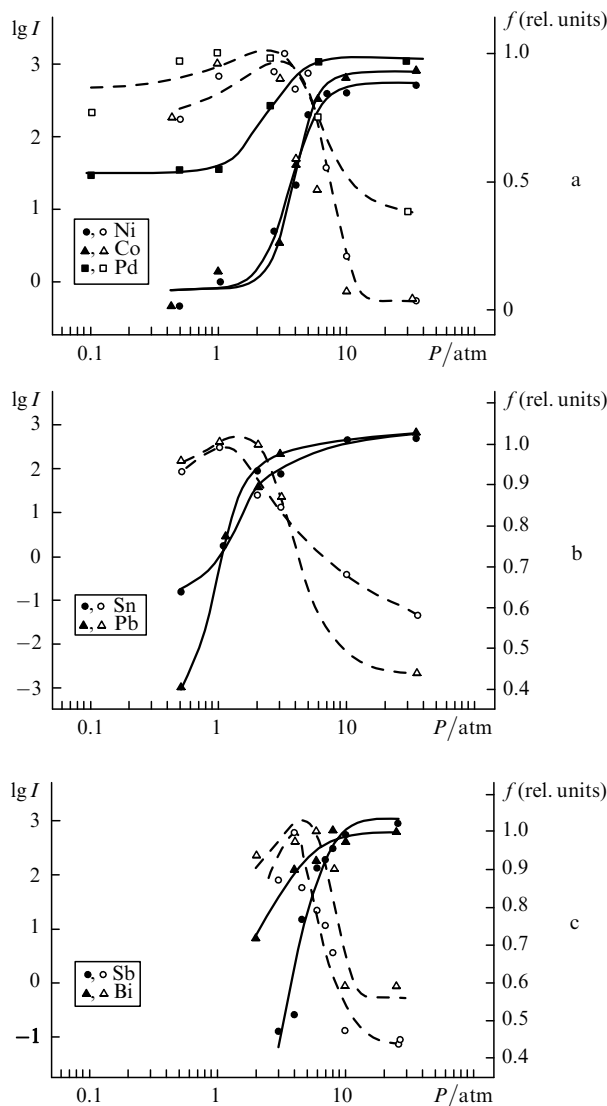 lg I f (rel. units)
3 1.0
2
1 0.5
a
0 0
●, ○ Ni
▲, △ Co
■, □ Pd
0.1 1 10 P/atm
lg I f (rel. units)
3
2 1.0
1 0.9
0.8
0 0.7
b
−1 0.6
−2 0.5
−3 0.4
●, ○ Sn
▲, △ Pb
0.1 1 10 P/atm
lg I f (rel. units)
3 1.0
2 0.9
0.8
1 0.7
c
0 0.6
0.5
−1 0.4
●, ○ Sb
▲, △ Bi
0.1 1 10 P/atm